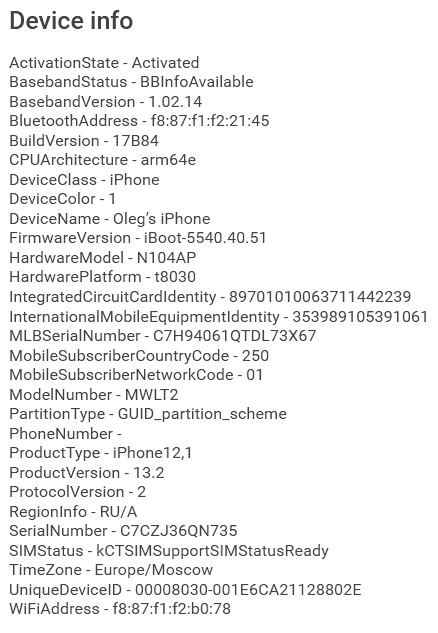 Device info
ActivationState - Activated
BasebandStatus - BBInfoAvailable
BasebandVersion - 1.02.14
BluetoothAddress - f8:87:f1:f2:21:45
BuildVersion - 17B84
CPUArchitecture - arm64e
DeviceClass - iPhone
DeviceColor - 1
DeviceName - Oleg’s iPhone
FirmwareVersion - iBoot-5540.40.51
HardwareModel - N104AP
HardwarePlatform - t8030
IntegratedCircuitCardIdentity - 89701010063711442239
InternationalMobileEquipmentIdentity - 353989105391061
MLBSerialNumber - C7H94061QTDL73X67
MobileSubscriberCountryCode - 250
MobileSubscriberNetworkCode - 01
ModelNumber - MWLT2
PartitionType - GUID_partition_scheme
PhoneNumber -
ProductType - iPhone12,1
ProductVersion - 13.2
ProtocolVersion - 2
RegionInfo - RU/A
SerialNumber - C7CZJ36QN735
SIMStatus - kCTSIMSupportSIMStatusReady
TimeZone - Europe/Moscow
UniqueDeviceID - 00008030-001E6CA21128802E
WiFiAddress - f8:87:f1:f2:b0:78